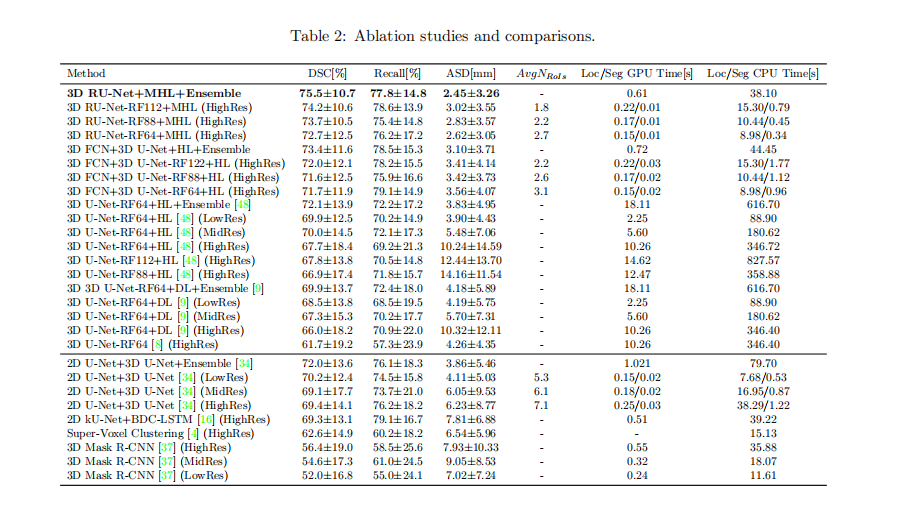 Table 2: Ablation studies and comparisons.
Method DSC[%] Recall[%] ASD[mm] AvgN_RoIs Loc/Seg GPU Time[s] Loc/Seg CPU Time[s]
3D RU-Net+MHL+Ensemble 75.5±10.7 77.8±14.8 2.45±3.26 - 0.61 38.10
3D RU-Net-RF112+MHL (HighRes) 74.2±10.6 78.6±13.9 3.02±3.55 1.8 0.22/0.01 15.30/0.79
3D RU-Net-RF88+MHL (HighRes) 73.7±10.5 75.4±14.8 2.83±3.57 2.2 0.17/0.01 10.44/0.45
3D RU-Net-RF64+MHL (HighRes) 72.7±12.5 76.2±17.2 2.62±3.05 2.7 0.15/0.01 8.98/0.34
3D FCN+3D U-Net+HL+Ensemble 73.4±11.6 78.5±15.3 3.10±3.71 - 0.72 44.45
3D FCN+3D U-Net-RF122+HL (HighRes) 72.0±12.1 78.2±15.5 3.41±4.14 2.2 0.22/0.03 15.30/1.77
3D FCN+3D U-Net-RF88+HL (HighRes) 71.6±12.5 75.9±16.6 3.42±3.73 2.6 0.17/0.02 10.44/1.12
3D FCN+3D U-Net-RF64+HL (HighRes) 71.7±11.9 79.1±14.9 3.56±4.07 3.1 0.15/0.02 8.98/0.96
3D U-Net-RF64+HL+Ensemble [48] 72.1±13.9 72.2±17.2 3.83±4.95 - 18.11 616.70
3D U-Net-RF64+HL [48] (LowRes) 69.9±12.5 70.2±14.9 3.90±4.43 - 2.25 88.90
3D U-Net-RF64+HL [48] (MidRes) 70.0±14.5 72.1±17.3 5.48±7.06 - 5.60 180.62
3D U-Net-RF64+HL [48] (HighRes) 67.7±18.4 69.2±21.3 10.24±14.59 - 10.26 346.72
3D U-Net-RF112+HL [48] (HighRes) 67.8±13.8 70.5±14.8 12.44±13.70 - 14.62 827.57
3D U-Net-RF88+HL [48] (HighRes) 66.9±17.4 71.8±15.7 14.16±11.54 - 12.47 358.88
3D 3D U-Net-RF64+DL+Ensemble [9] 69.9±13.7 72.4±18.0 4.18±5.89 - 18.11 616.70
3D U-Net-RF64+DL [9] (LowRes) 68.5±13.8 68.5±19.5 4.19±5.75 - 2.25 88.90
3D U-Net-RF64+DL [9] (MidRes) 67.3±15.3 70.2±17.7 5.70±7.31 - 5.60 180.62
3D U-Net-RF64+DL [9] (HighRes) 66.0±18.2 70.9±22.0 10.32±12.11 - 10.26 346.40
3D U-Net-RF64 [8] (HighRes) 61.7±19.2 57.3±23.9 4.26±4.35 - 10.26 346.40
2D U-Net+3D U-Net+Ensemble [34] 72.0±13.6 76.1±18.3 3.86±5.46 - 1.021 79.70
2D U-Net+3D U-Net [34] (LowRes) 70.2±12.4 74.5±15.8 4.11±5.03 5.3 0.15/0.02 7.68/0.53
2D U-Net+3D U-Net [34] (MidRes) 69.1±17.7 73.7±21.0 6.05±9.53 6.1 0.18/0.02 16.95/0.87
2D U-Net+3D U-Net [34] (HighRes) 69.4±14.1 76.2±18.2 6.23±8.77 7.1 0.25/0.03 38.29/1.22
2D kU-Net+BDC-LSTM [16] (HighRes) 69.3±13.1 79.1±16.7 7.81±6.88 - 0.51 39.22
Super-Voxel Clustering [4] (HighRes) 62.6±14.9 60.2±18.2 6.54±5.96 - - 15.13
3D Mask R-CNN [37] (HighRes) 56.4±19.0 58.5±25.6 7.93±10.33 - 0.55 35.88
3D Mask R-CNN [37] (MidRes) 54.6±17.3 61.0±24.5 9.05±8.53 - 0.32 18.07
3D Mask R-CNN [37] (LowRes) 52.0±16.8 55.0±24.1 7.02±7.24 - 0.24 11.61